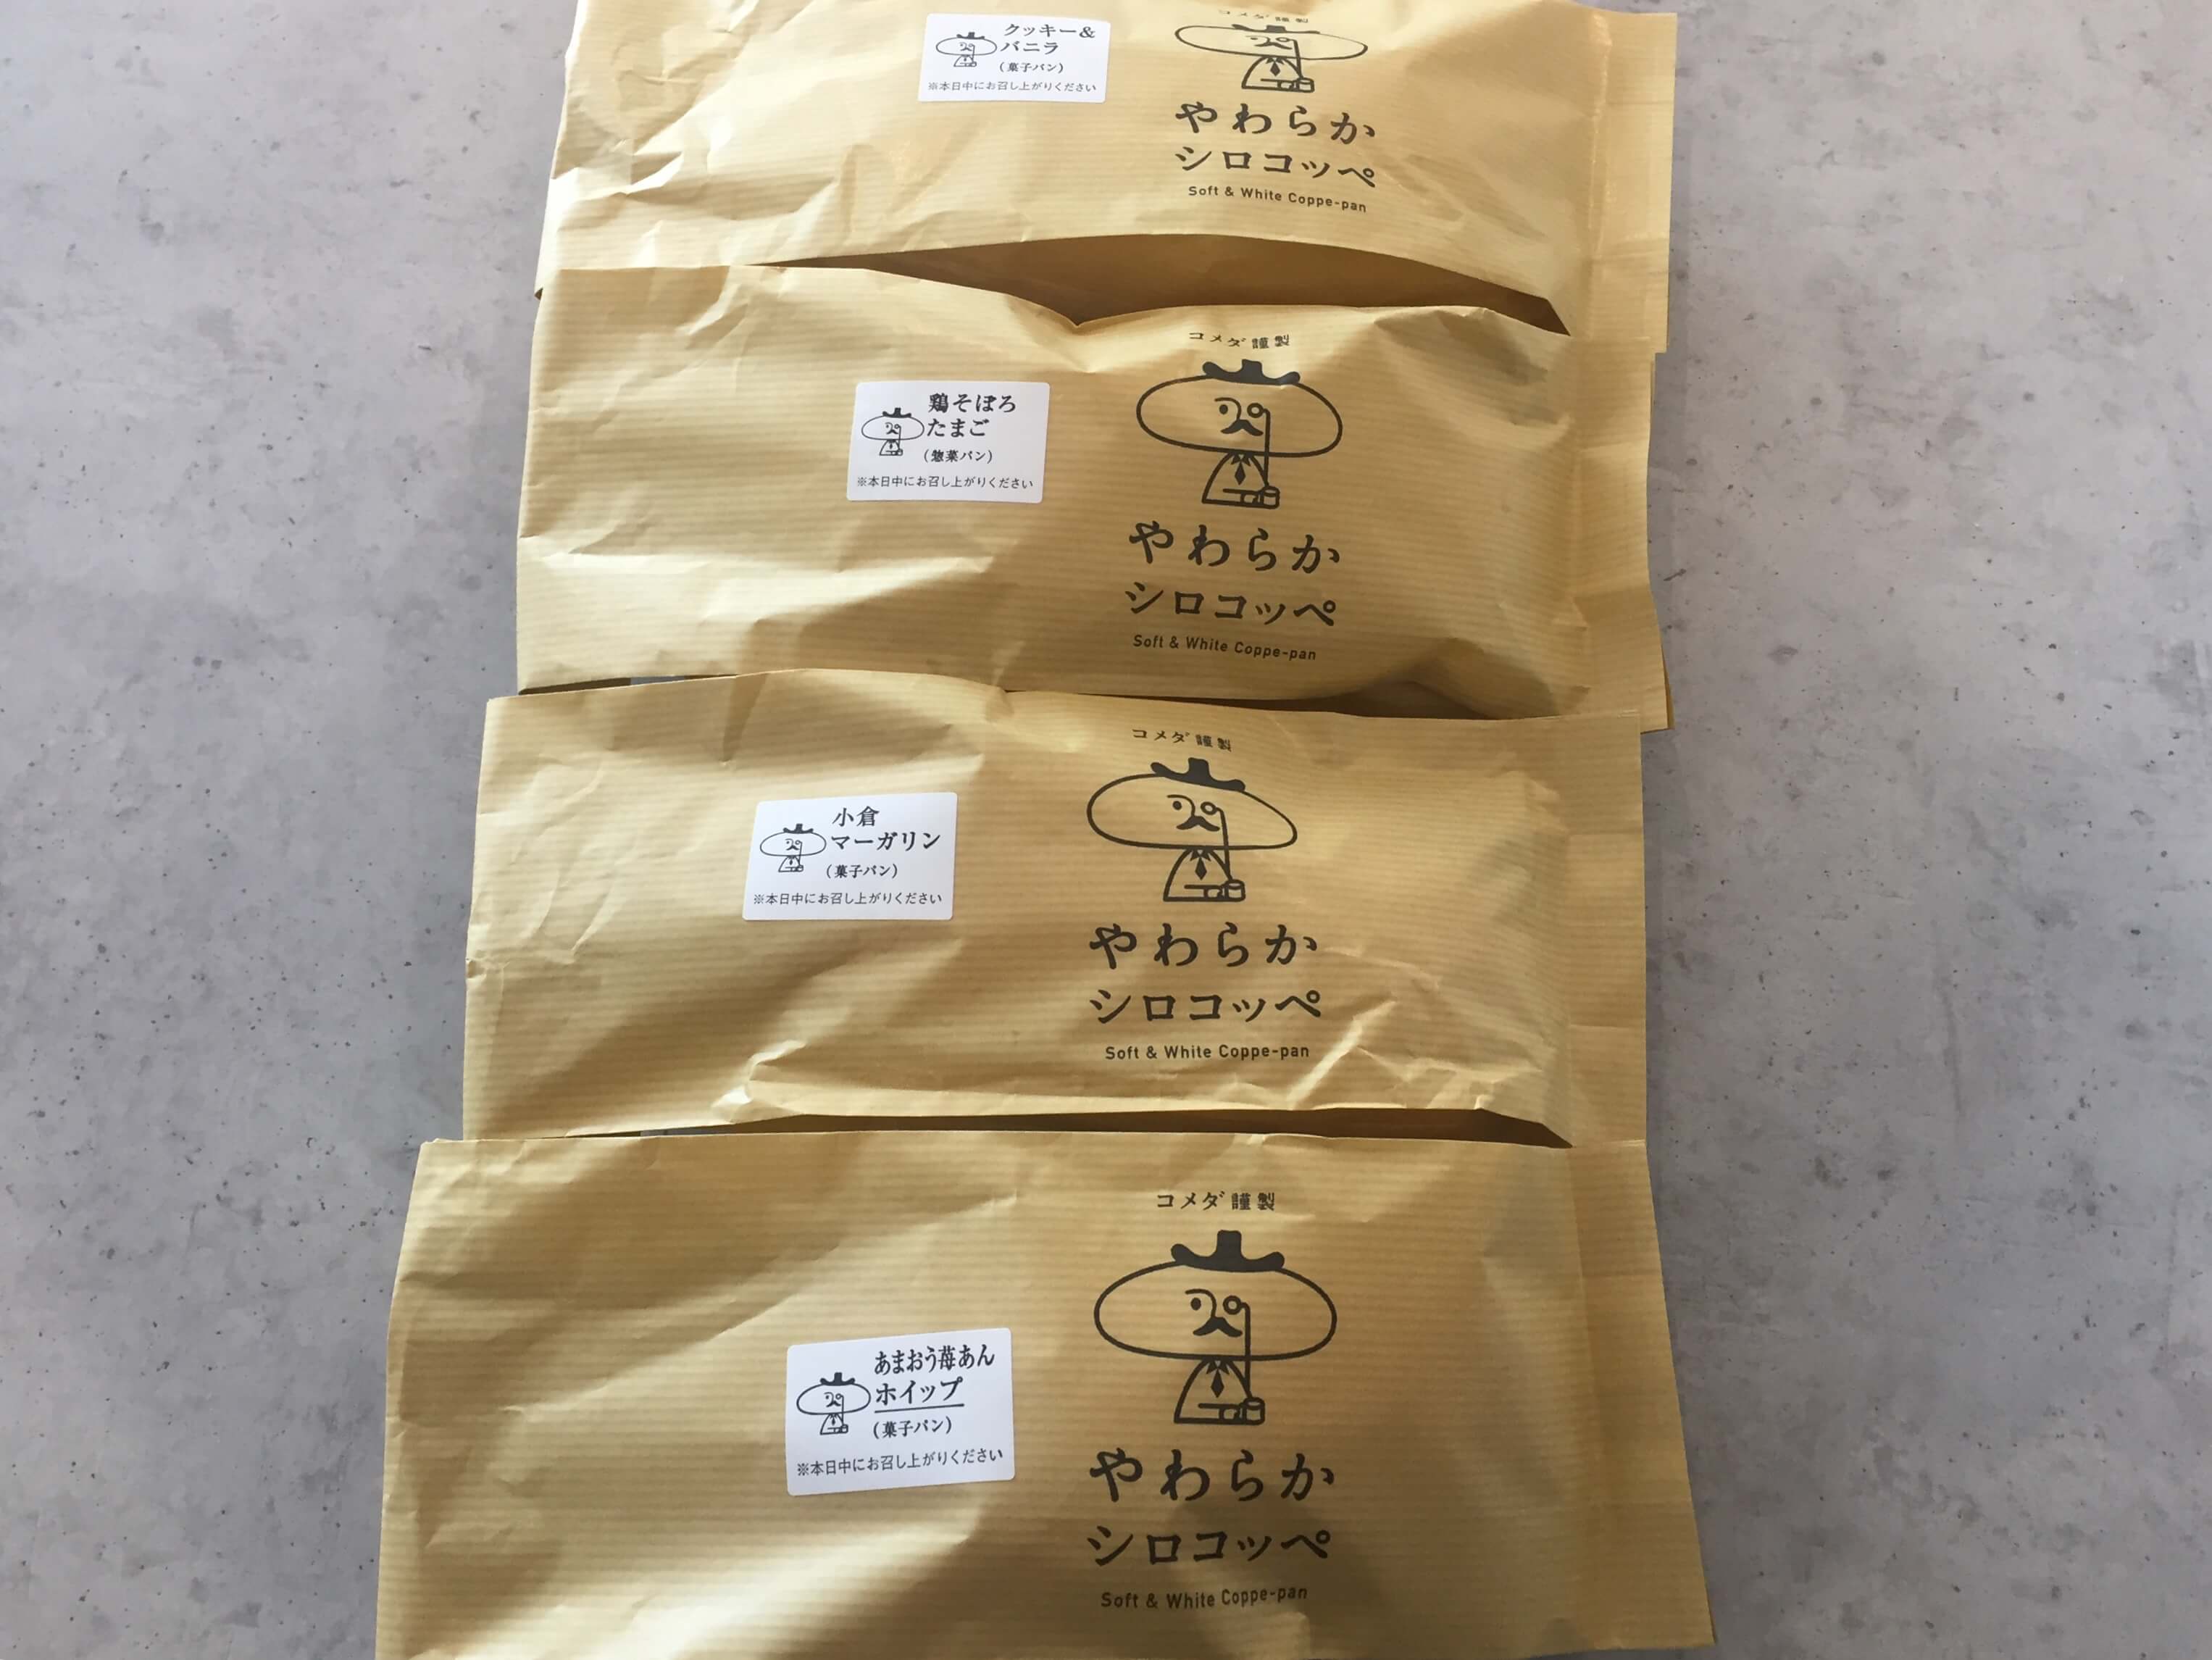 クッキー&
バニラ
(菓子パン)
※本日中にお召し上がりください
コメダ謹製
やわらか
シロコッペ
Soft & White Coppe-pan
鶏そぼろ
たまご
(惣菜パン)
※本日中にお召し上がりください
コメダ謹製
やわらか
シロコッペ
Soft & White Coppe-pan
小倉
マーガリン
(菓子パン)
※本日中にお召し上がりください
コメダ謹製
やわらか
シロコッペ
Soft & White Coppe-pan
あまおう苺あん
ホイップ
(菓子パン)
※本日中にお召し上がりください
コメダ謹製
やわらか
シロコッペ
Soft & White Coppe-pan